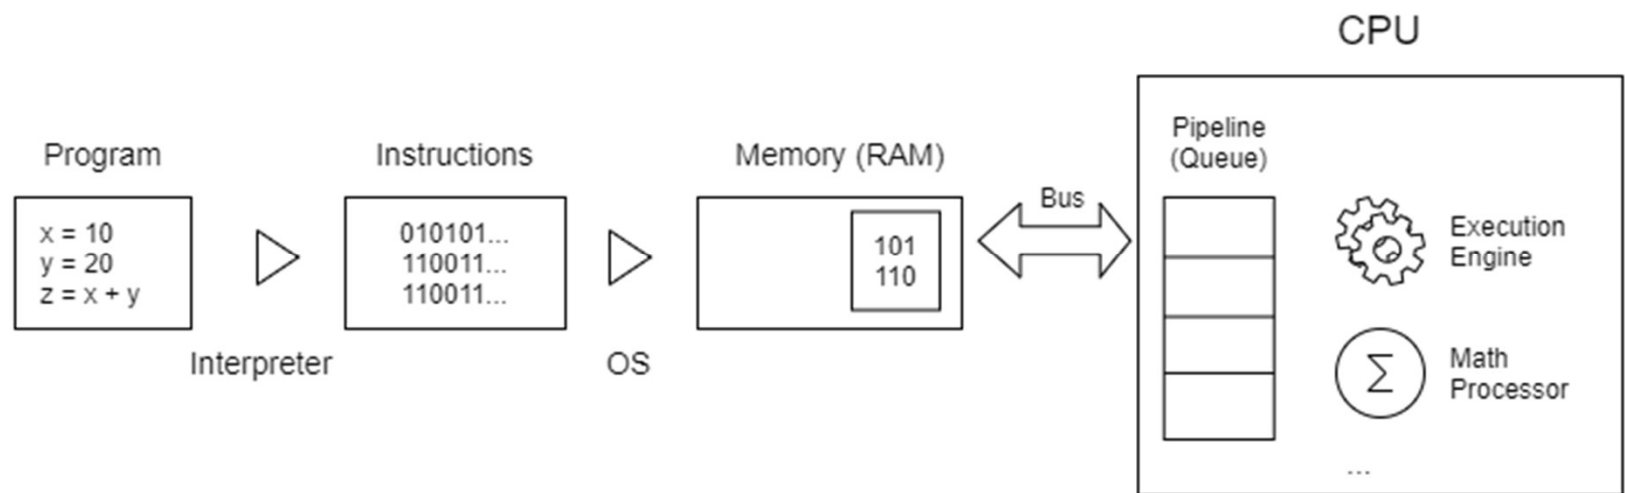 CPU
Program
x = 10
y = 20
z = x + y
Interpreter
Instructions
010101...
110011...
110011...
OS
Memory (RAM)
101
110
Bus
Pipeline
(Queue)
Execution
Engine
Σ
Math
Processor
...